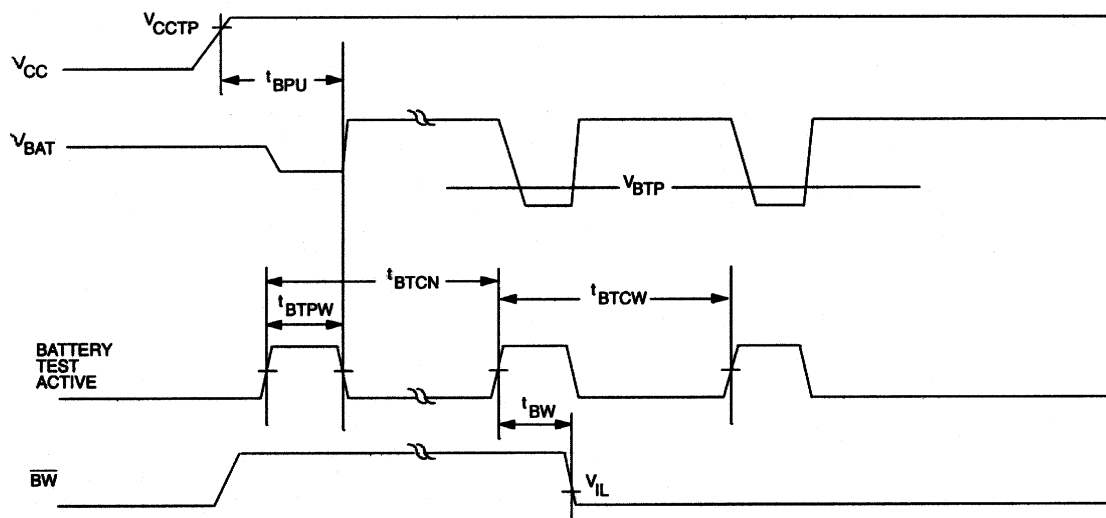 VCCTP
VCC
tBPU
VBAT
VBTP
tBTCN
tBTPW
tBTCW
BATTERY
TEST
ACTIVE
tBW
BW
VIL